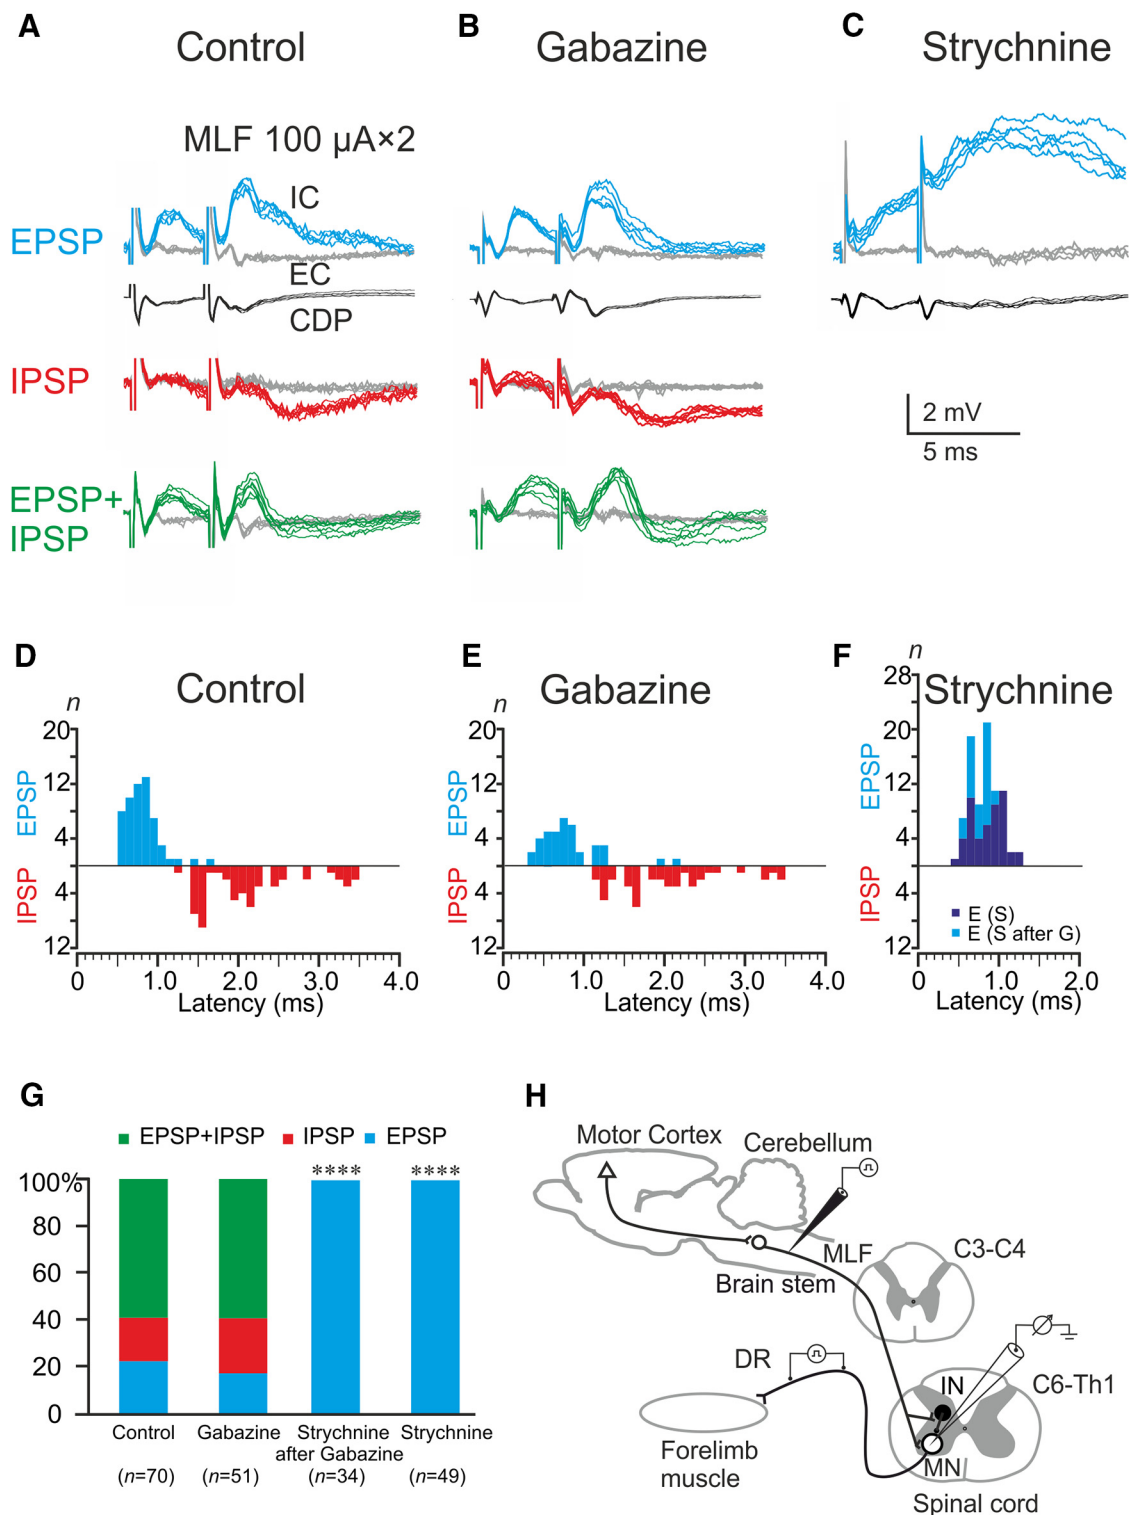 A
Control
B
Gabazine
C
Strychnine
MLF 100 µA×2
IC
EPSP
EC
CDP
IPSP
2 mV
5 ms
EPSP+
IPSP
D
Control
n
20
12
4
4
12
EPSP
IPSP
0 1.0 2.0 3.0 4.0
Latency (ms)
E
Gabazine
n
20
12
4
4
12
EPSP
IPSP
0 1.0 2.0 3.0 4.0
Latency (ms)
F
Strychnine
n
28
20
12
4
4
12
EPSP
IPSP
E (S)
E (S after G)
0 1.0 2.0
Latency (ms)
G
EPSP+IPSP IPSP EPSP
100%
80
60
40
20
0
**** ****
Control Gabazine Strychnine Strychnine
after Gabazine
(n=70) (n=51) (n=34) (n=49)
H
Motor Cortex
Cerebellum
MLF
C3-C4
Brain stem
DR
IN
C6-Th1
MN
Forelimb
muscle
Spinal cord